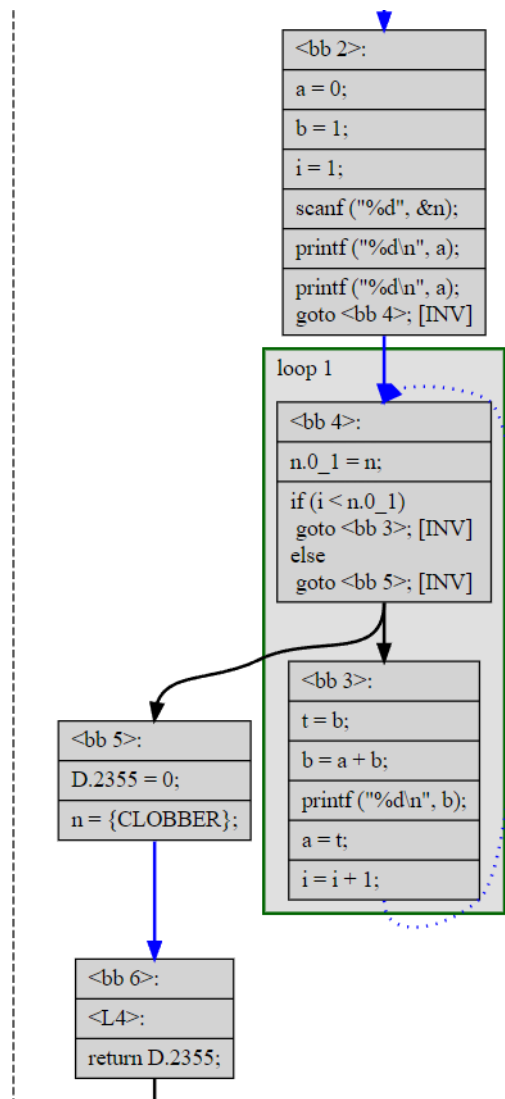 <bb 2>:
a = 0;
b = 1;
i = 1;
scanf ("%d", &n);
printf ("%d\n", a);
printf ("%d\n", a);
goto <bb 4>; [INV]
loop 1
<bb 4>:
n.0_1 = n;
if (i < n.0_1)
goto <bb 3>; [INV]
else
goto <bb 5>; [INV]
<bb 3>:
t = b;
b = a + b;
printf ("%d\n", b);
a = t;
i = i + 1;
<bb 5>:
D.2355 = 0;
n = {CLOBBER};
<bb 6>:
<L4>:
return D.2355;